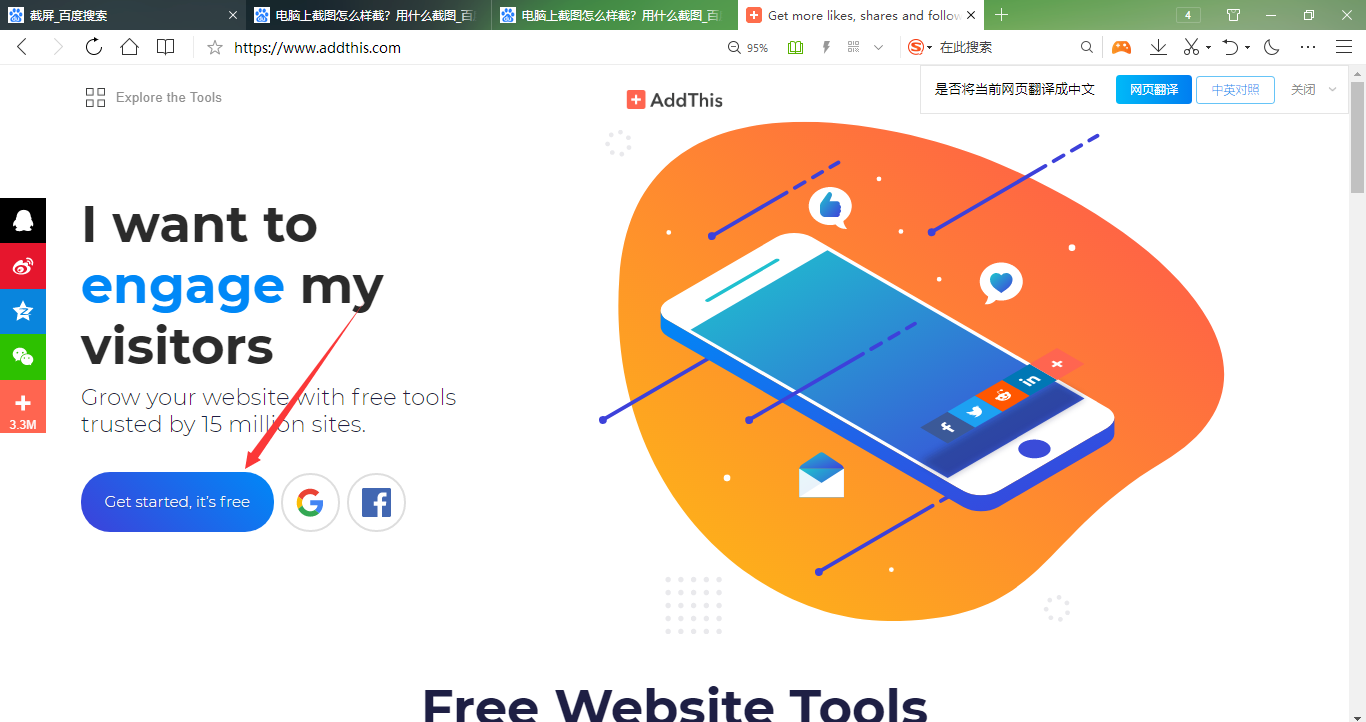 截屏_百度搜索
电脑上截图怎么样截？用什么截图_百度
电脑上截图怎么样截？用什么截图_百度
Get more likes, shares and follow
4
https://www.addthis.com
95%
在此搜索
Explore the Tools
AddThis
是否将当前网页翻译成中文
网页翻译
中英对照
关闭
I want to
engage my
visitors
3.3M
Grow your website with free tools
trusted by 15 million sites.
Get started, it's free
Free Website Tools